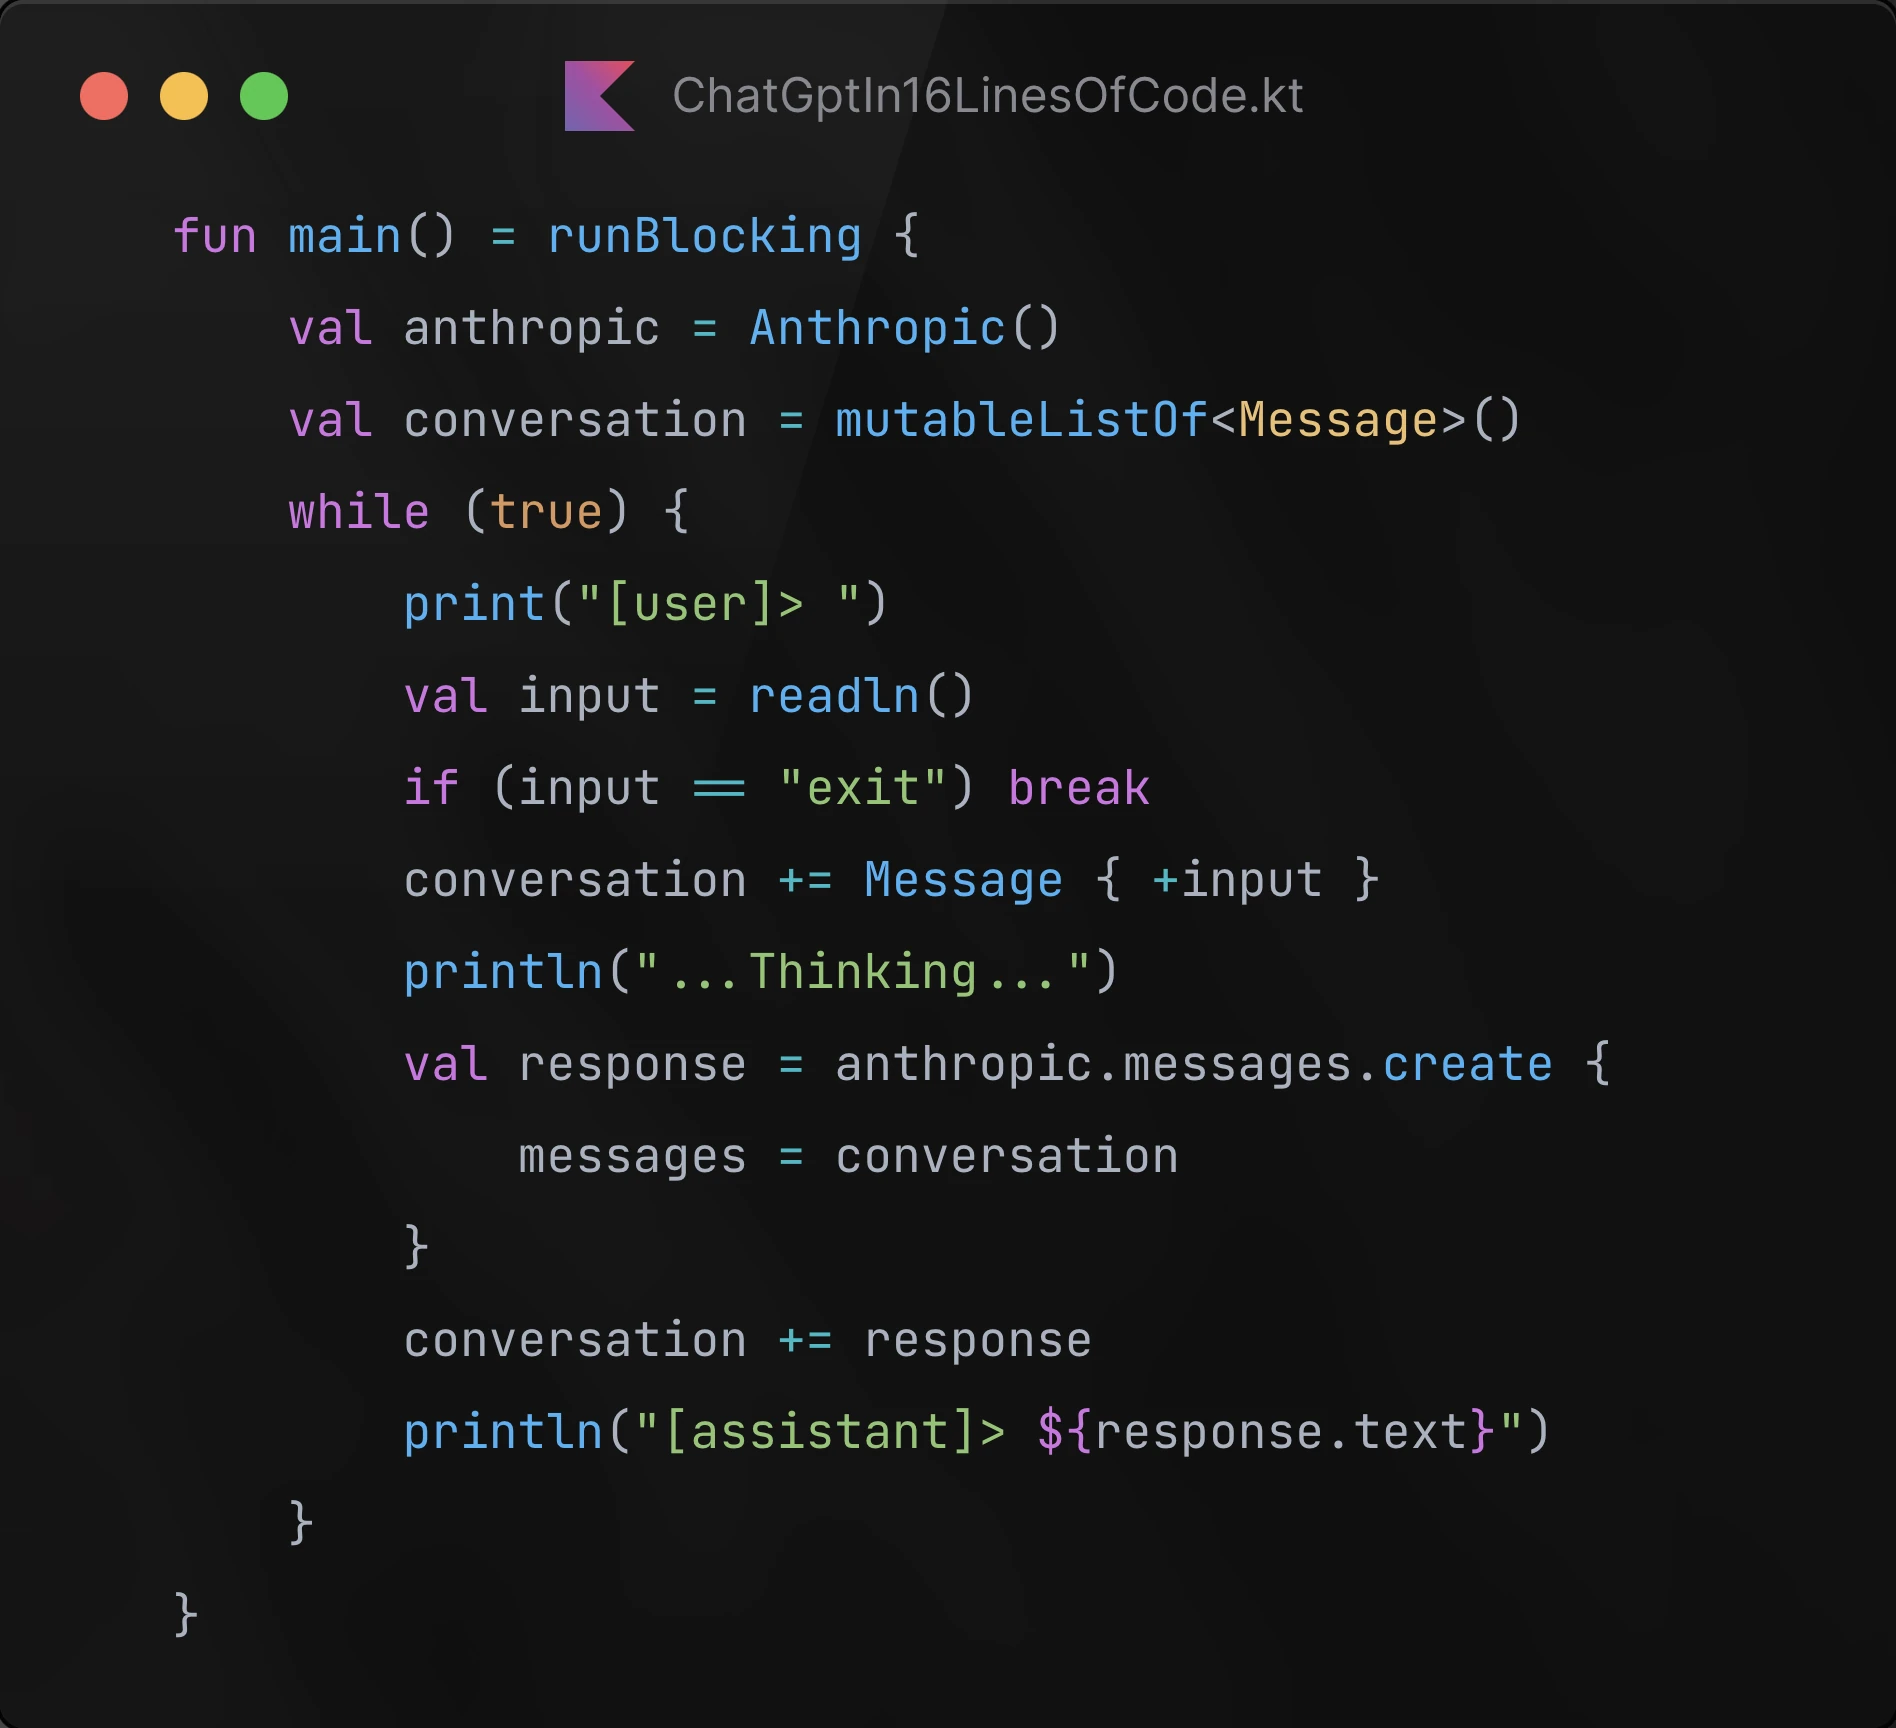 ChatGptIn16LinesOfCode.kt
fun main() = runBlocking {
    val anthropic = Anthropic()
    val conversation = mutableListOf<Message>()
    while (true) {
        print("[user]> ")
        val input = readln()
        if (input == "exit") break
        conversation += Message { +input }
        println("...Thinking...")
        val response = anthropic.messages.create {
            messages = conversation
        }
        conversation += response
        println("[assistant]> ${response.text}")
    }
}